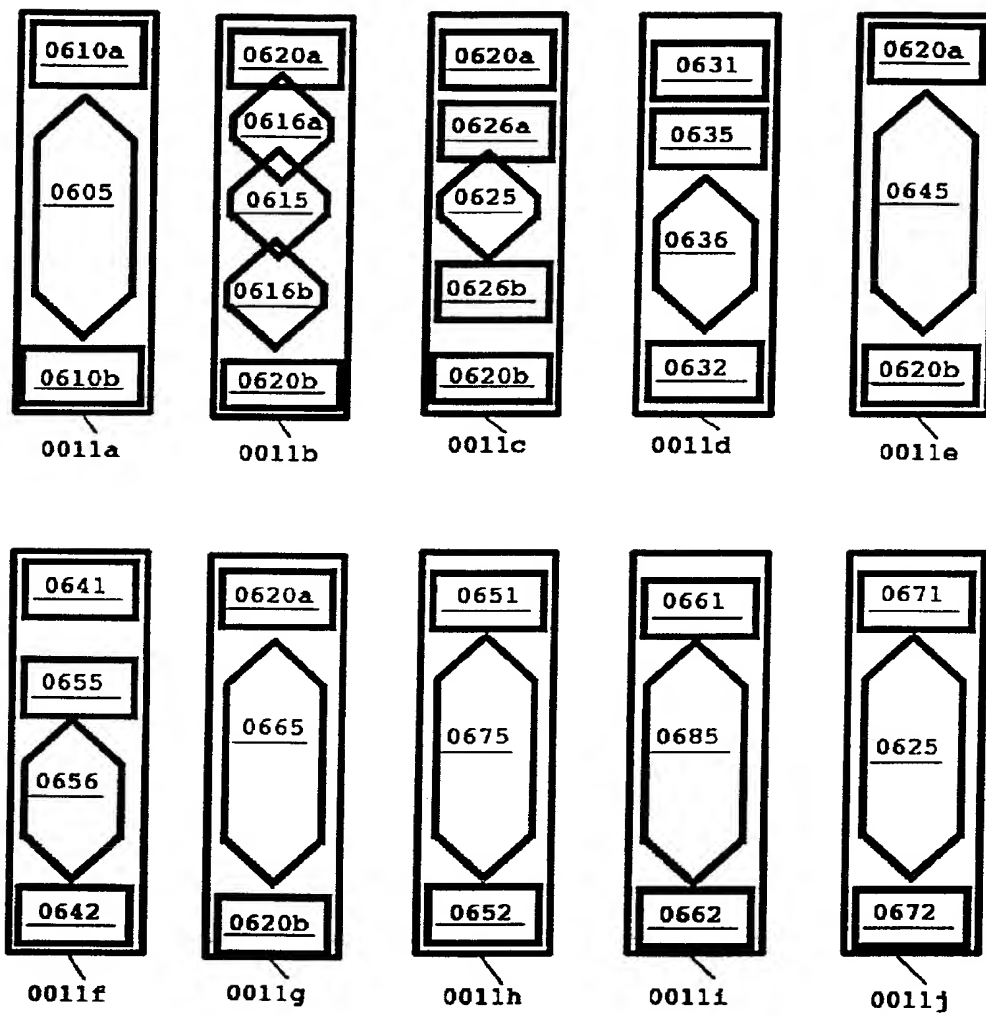 0610a 0620a 0620a 0631 0620a
0616a 0626a 0635
0605 0615 0625 0636 0645
0616b 0626b
0610b 0620b 0620b 0632 0620b
0011a 0011b 0011c 0011d 0011e
0641 0620a 0651 0661 0671
0655
0665 0675 0685 0625
0656
0642 0620b 0652 0662 0672
0011f 0011g 0011h 0011i 0011j